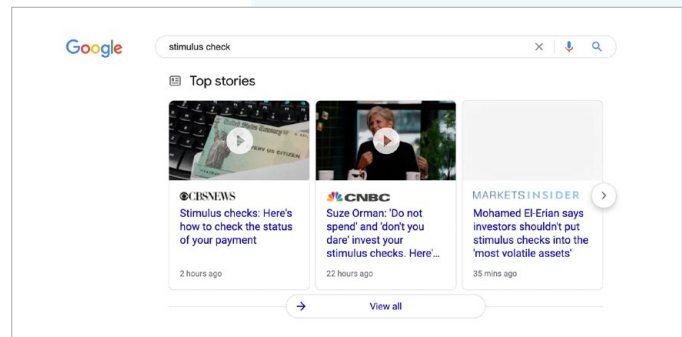 Google
stimulus check
Top stories
CBSNEWS
Stimulus checks: Here's
how to check the status
of your payment
2 hours ago
CNBC
Suze Orman: 'Do not
spend' and 'don't you
dare' invest your
stimulus checks. Here'...
22 hours ago
MARKETS INSIDER
Mohamed El-Erian says
investors shouldn't put
stimulus checks into the
'most volatile assets'
35 mins ago
View all